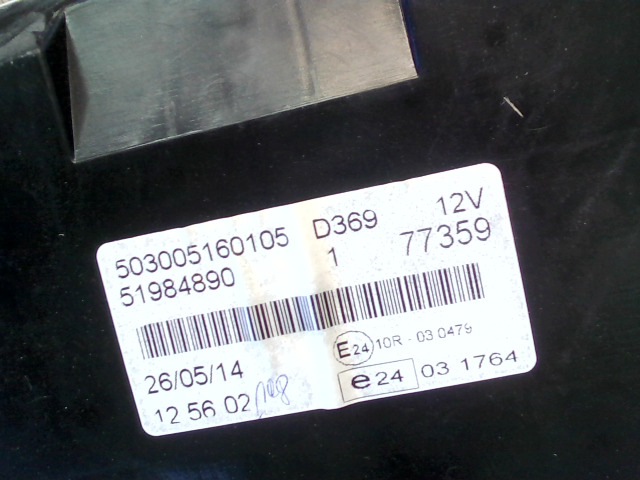 503005160105 D369 12V
51984890 1 77359
E24 10R - 03 0479
26/05/14
e24 03 1764
12 56 02